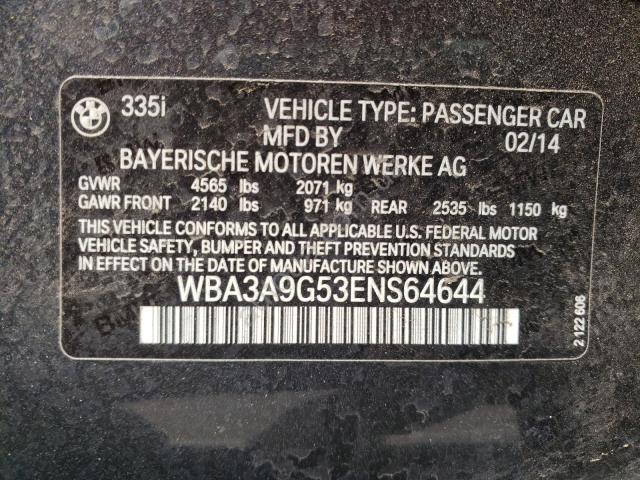 335i VEHICLE TYPE: PASSENGER CAR
MFD BY 02/14
BAYERISCHE MOTOREN WERKE AG
GVWR 4565 lbs 2071 kg
GAWR FRONT 2140 lbs 971 kg REAR 2535 lbs 1150 kg
THIS VEHICLE CONFORMS TO ALL APPLICABLE U.S. FEDERAL MOTOR
VEHICLE SAFETY, BUMPER AND THEFT PREVENTION STANDARDS
IN EFFECT ON THE DATE OF MANUFACTURE SHOWN ABOVE.
WBA3A9G53ENS64644
2 122 606